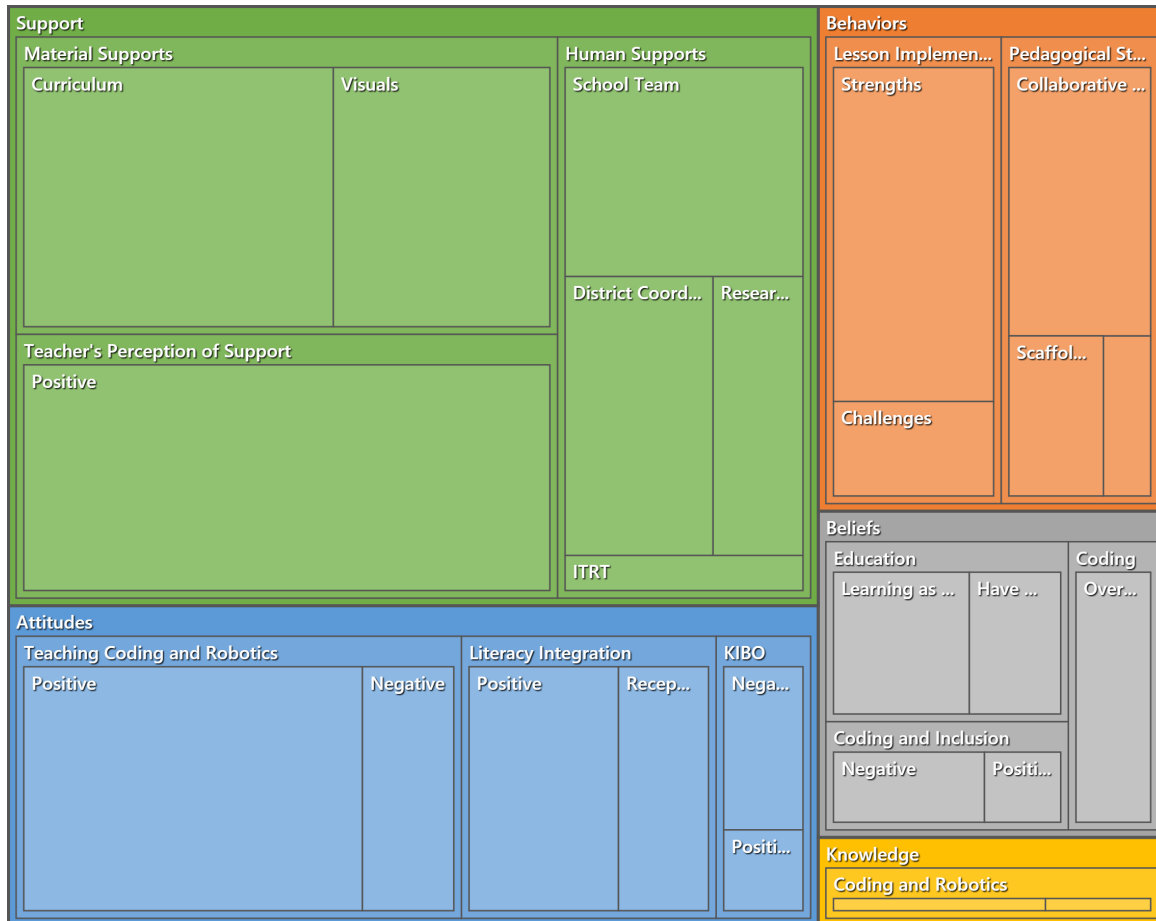 Support
Material Supports
Curriculum
Visuals
Teacher's Perception of Support
Positive
Human Supports
School Team
District Coord...
Resear...
ITRT
Attitudes
Teaching Coding and Robotics
Positive
Negative
Literacy Integration
Positive
Recep...
KIBO
Nega...
Positi...
Behaviors
Lesson Implemen...
Strengths
Challenges
Pedagogical St...
Collaborative ...
Scaffol...
Beliefs
Education
Learning as ...
Have ...
Coding and Inclusion
Negative
Positi...
Coding
Over...
Knowledge
Coding and Robotics